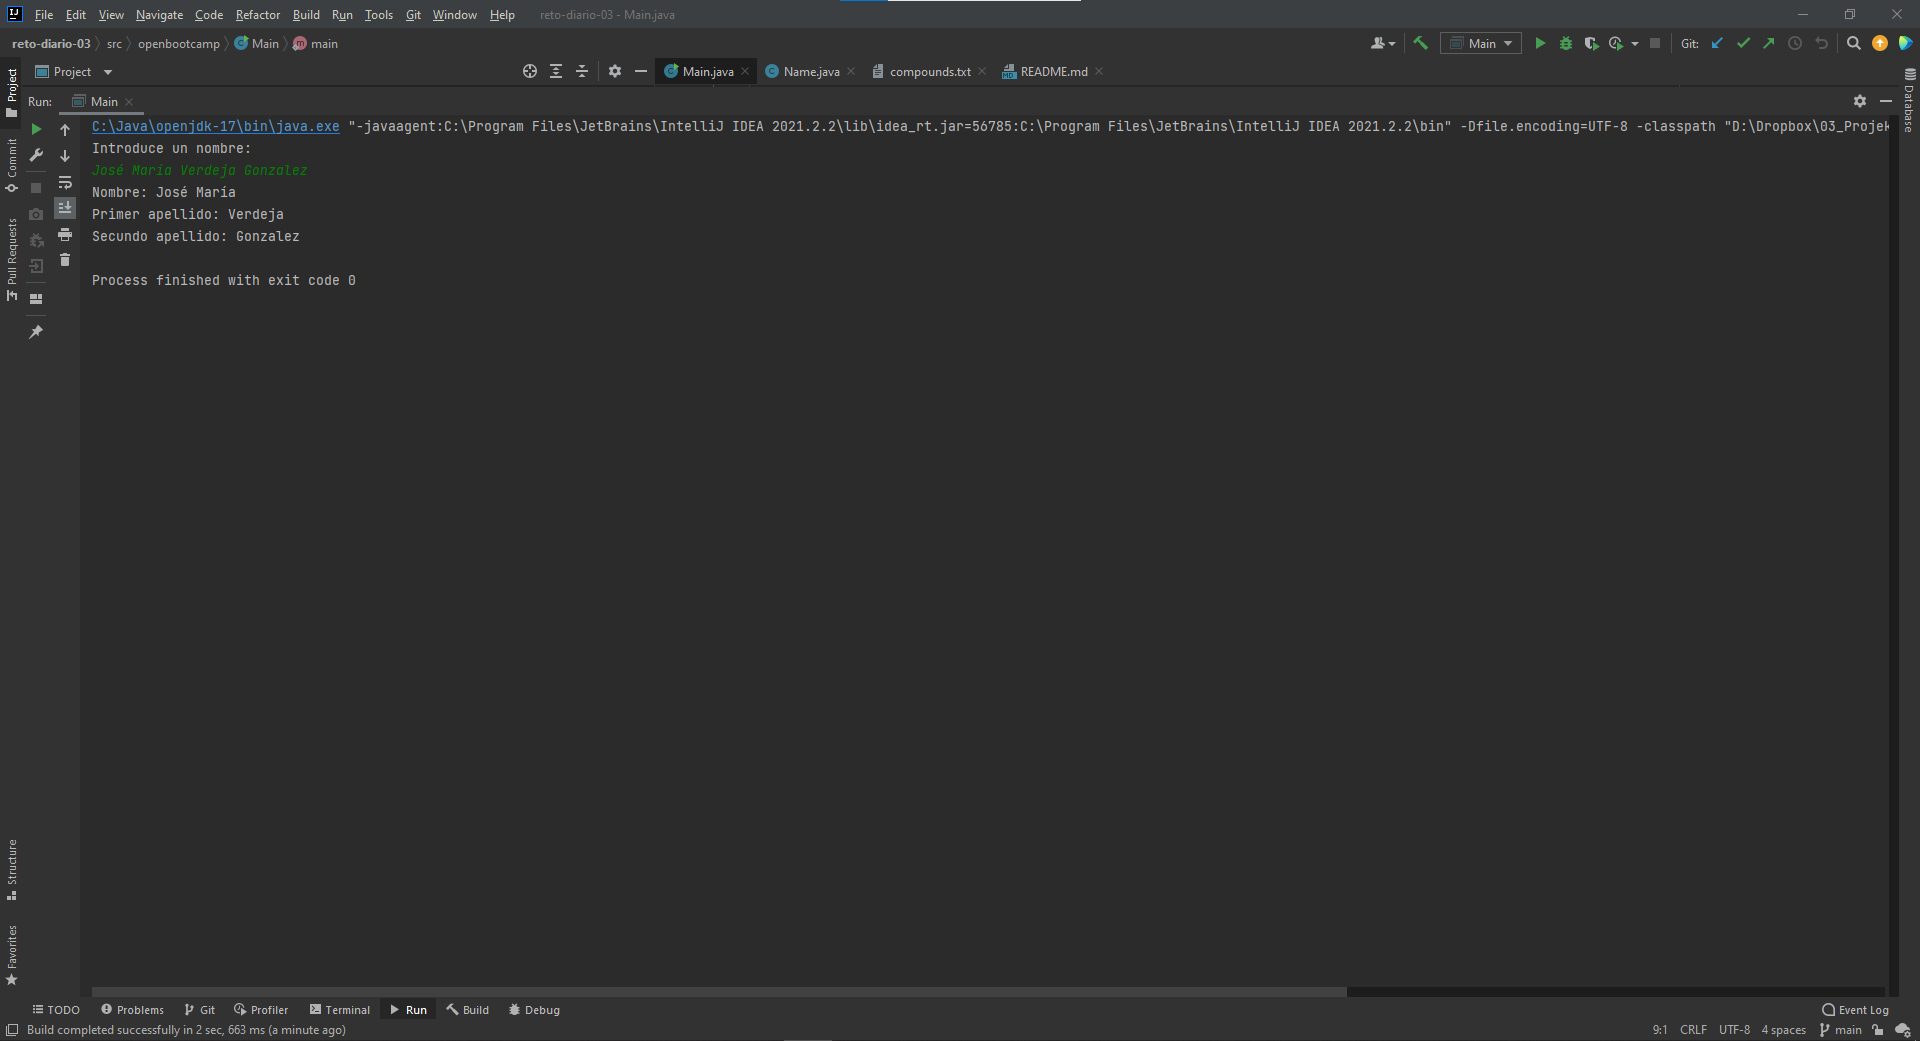 File Edit View Navigate Code Refactor Build Run Tools Git Window Help reto-diario-03 - Main.java
reto-diario-03 src openbootcamp Main main
Main Git:
Project Main.java Name.java compounds.txt README.md
Run: Main
C:\Java\openjdk-17\bin\java.exe "-javaagent:C:\Program Files\JetBrains\IntelliJ IDEA 2021.2.2\lib\idea_rt.jar=56785:C:\Program Files\JetBrains\IntelliJ IDEA 2021.2.2\bin" -Dfile.encoding=UTF-8 -classpath "D:\Dropbox\03_Projek
Introduce un nombre:
José María Verdeja Gonzalez
Nombre: José María
Primer apellido: Verdeja
Secundo apellido: Gonzalez
Process finished with exit code 0
Project
Commit
Pull Requests
Structure
Favorites
Database
TODO Problems Git Profiler Terminal Run Build Debug Event Log
Build completed successfully in 2 sec, 663 ms (a minute ago) 9:1 CRLF UTF-8 4 spaces main